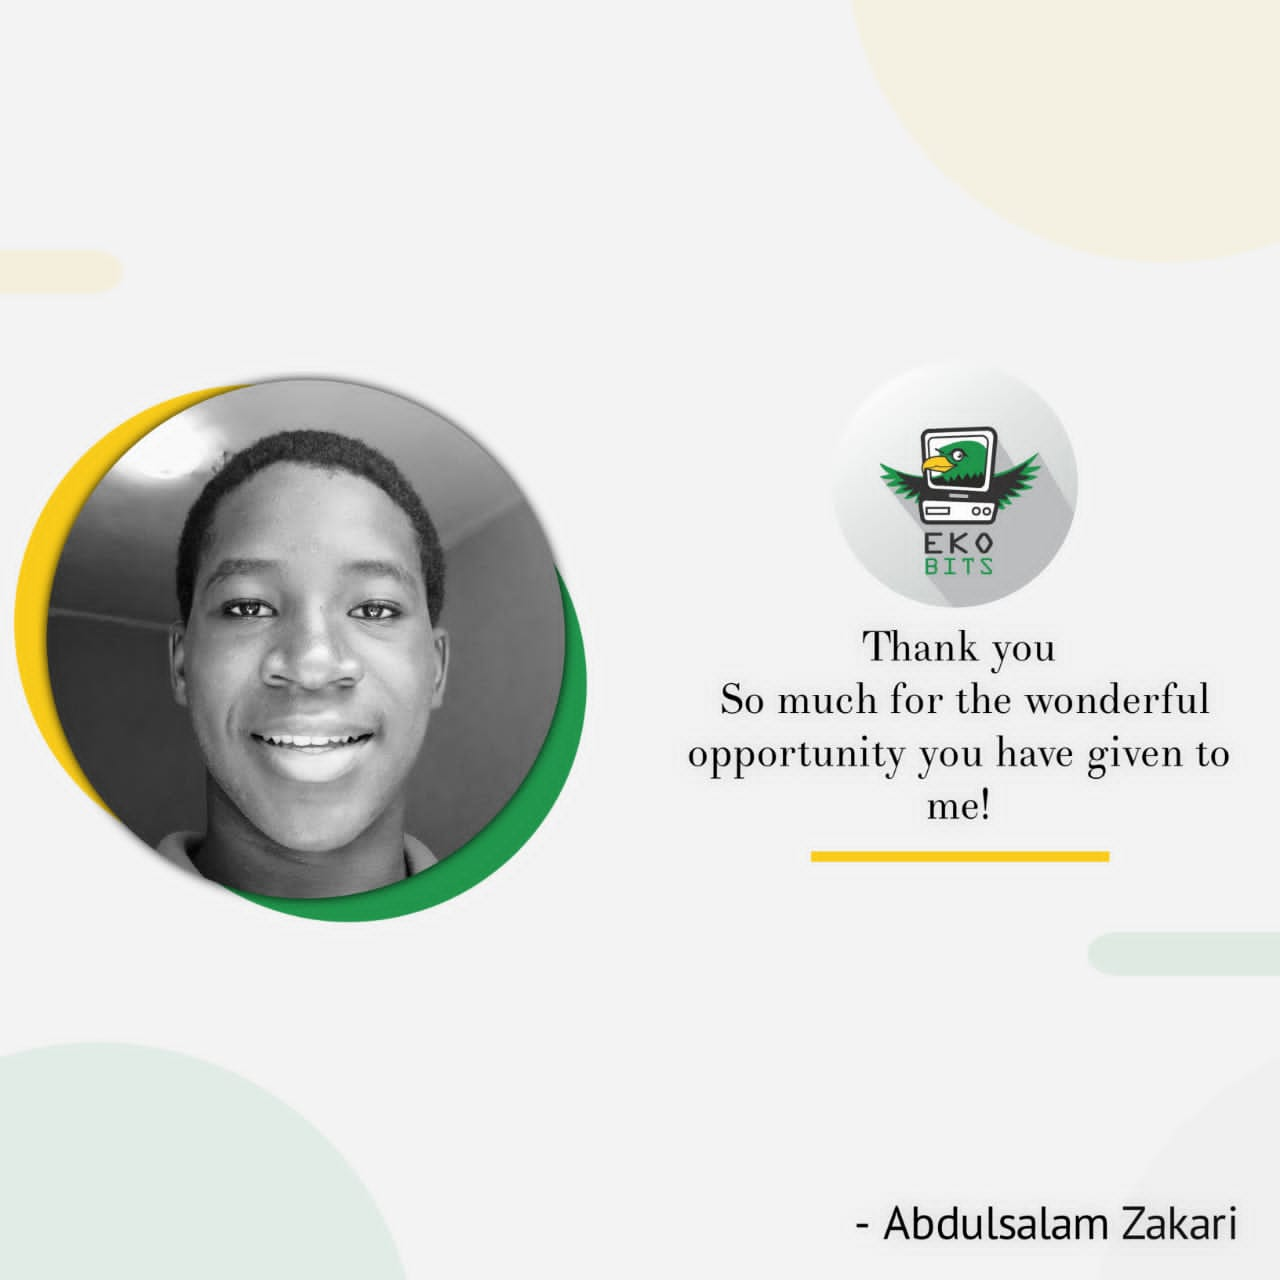 EKO
BITS
Thank you
So much for the wonderful
opportunity you have given to
me!
- Abdulsalam Zakari